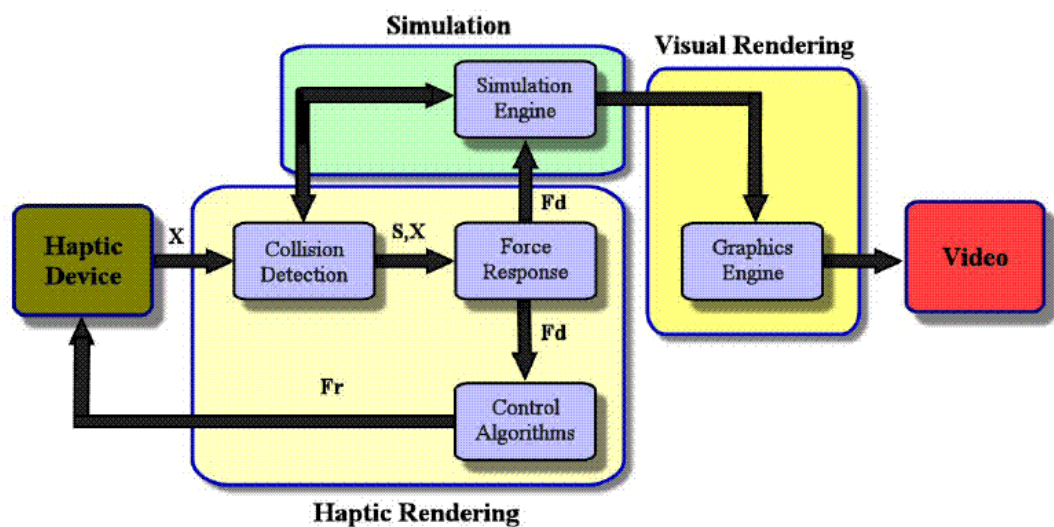 Simulation
Visual Rendering
Simulation
Engine
Fd
Haptic
Device
X
Collision
Detection
S,X
Force
Response
Graphics
Engine
Video
Fd
Fr
Control
Algorithms
Haptic Rendering